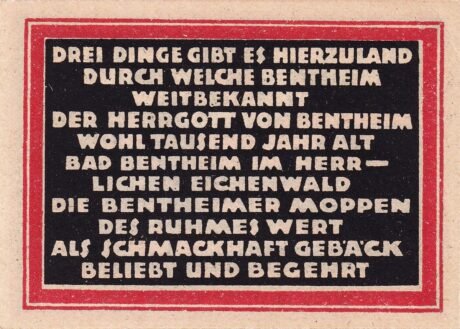 DREI DINGE GIBT ES HIERZULAND
DURCH WELCHE BENTHEIM
WEITBEKANNT
DER HERRGOTT VON BENTHEIM
WOHL TAUSEND JAHR ALT
BAD BENTHEIM IM HERR—
LICHEN EICHENWALD
DIE BENTHEIMER MOPPEN
DES RUHMES WERT
ALS SCHMACKHAFT GEBÄCK
BELIEBT UND BEGEHRT